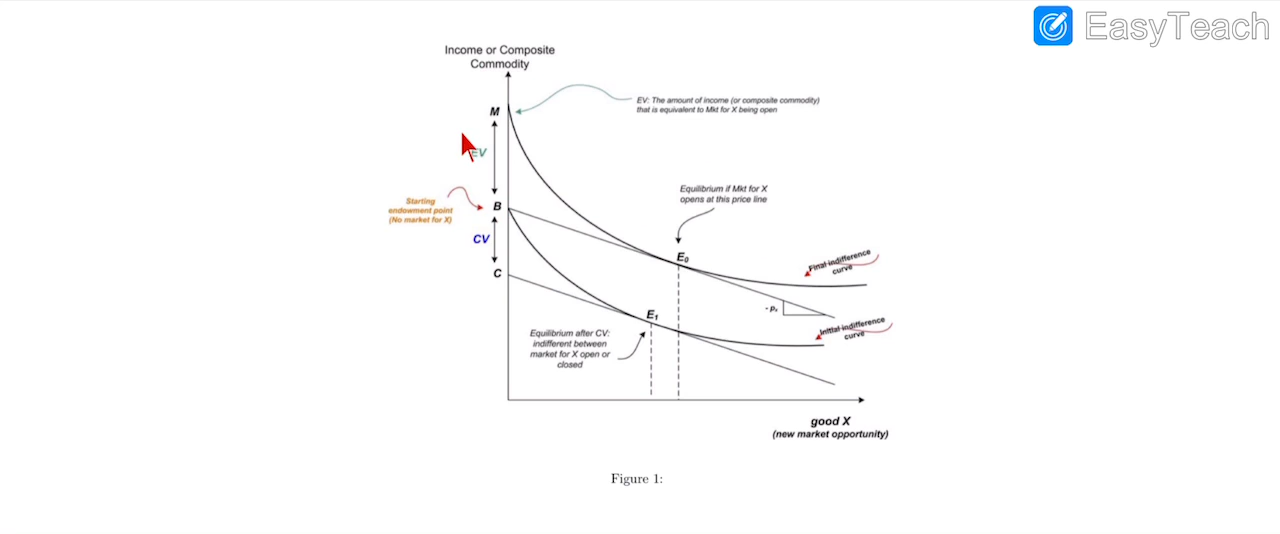 EasyTeach
Income or Composite
Commodity
M
EV: The amount of income (or composite commodity)
that is equivalent to Mkt for X being open
EV
Equilibrium if Mkt for X
opens at this price line
Starting
endowment point
(No market for X)
B
CV
C
E₀
Final indifference
curve
- pₓ
E₁
Initial indifference
curve
Equilibrium after CV:
indifferent between
market for X open or
closed
good X
(new market opportunity)
Figure 1: